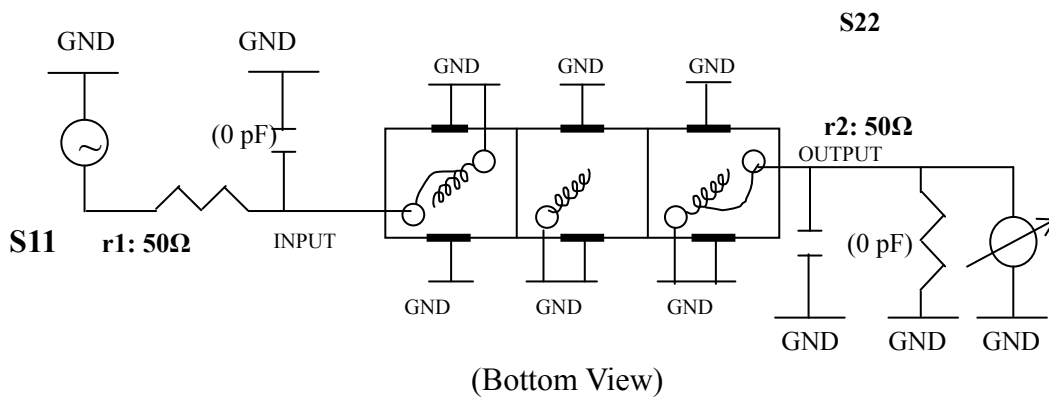 S22
GND
GND
GND
GND
GND
(0 pF)
r2: 50Ω
OUTPUT
S11
r1: 50Ω
INPUT
(0 pF)
GND
GND
GND
GND
GND
GND
(Bottom View)